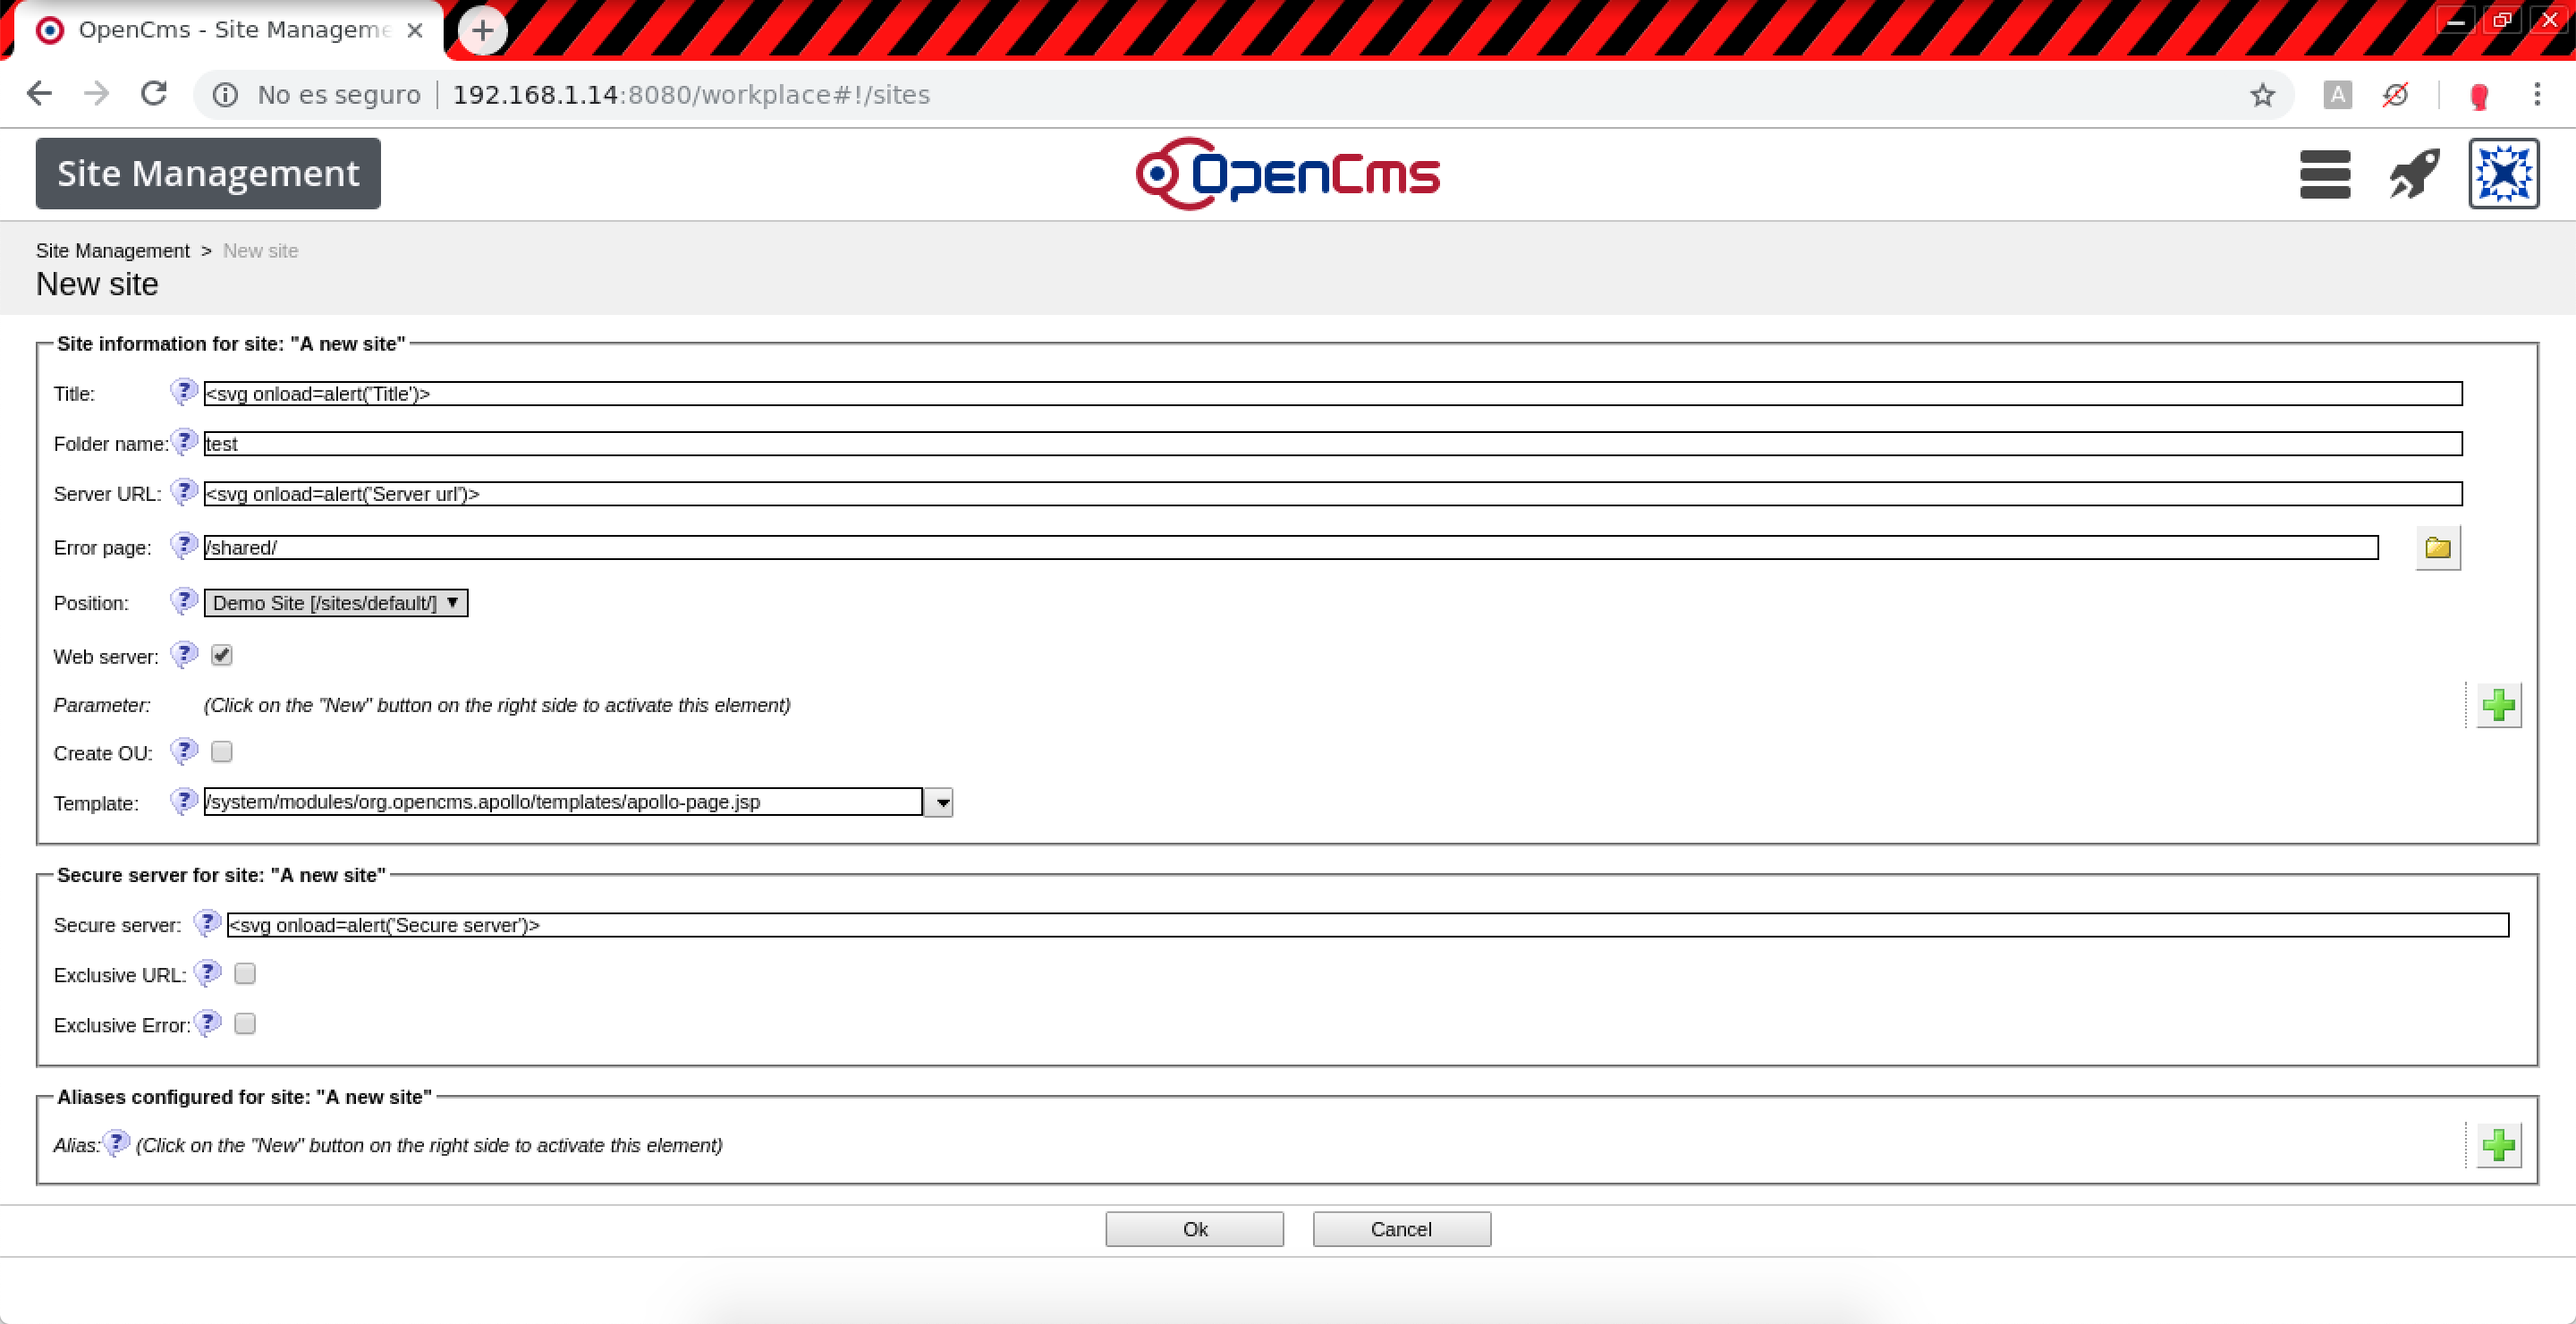 OpenCms - Site Manageme
No es seguro 192.168.1.14:8080/workplace#!/sites
A
Site Management
OpenCms
Site Management > New site
New site
Site information for site: "A new site"
Title: ? <svg onload=alert('Title')>
Folder name: ? test
Server URL: ? <svg onload=alert('Server url')>
Error page: ? /shared/
Position: ? Demo Site [/sites/default/]
Web server: ?
Parameter: (Click on the "New" button on the right side to activate this element)
Create OU: ?
Template: ? /system/modules/org.opencms.apollo/templates/apollo-page.jsp
Secure server for site: "A new site"
Secure server: ? <svg onload=alert('Secure server')>
Exclusive URL: ?
Exclusive Error: ?
Aliases configured for site: "A new site"
Alias: ? (Click on the "New" button on the right side to activate this element)
Ok Cancel